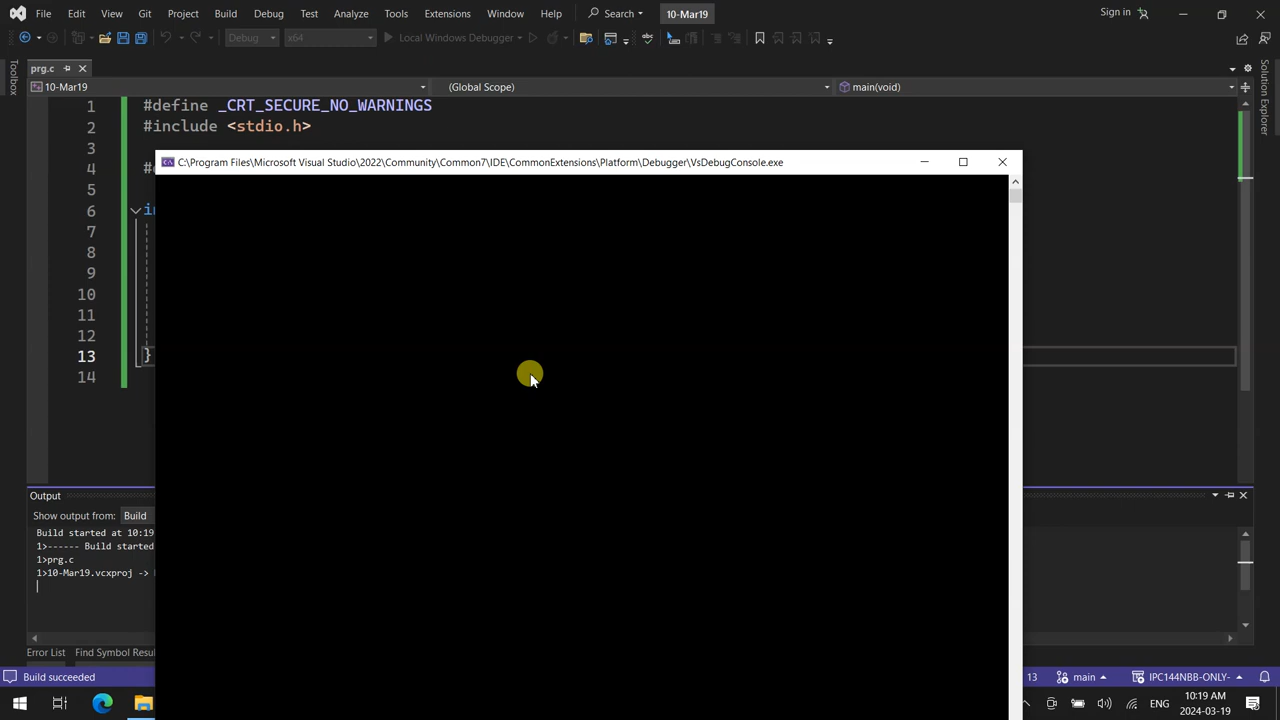 File Edit View Git Project Build Debug Test Analyze Tools Extensions Window Help Search 10-Mar19 Sign in
Debug x64 Local Windows Debugger
Toolbox
prg.c
10-Mar19 (Global Scope) main(void)
Solution Explorer
1 #define _CRT_SECURE_NO_WARNINGS
2 #include <stdio.h>
3
C:\Program Files\Microsoft Visual Studio\2022\Community\Common7\IDE\CommonExtensions\Platform\Debugger\VsDebugConsole.exe
4 #
5
6
7
8
9
10
11
12
13 }
14
Output
Show output from: Build
Build started at 10:19
1>------ Build started
1>prg.c
1>10-Mar19.vcxproj ->
Error List Find Symbol Resul
Build succeeded 13 main IPC144NBB-ONLY-
ENG 10:19 AM
2024-03-19